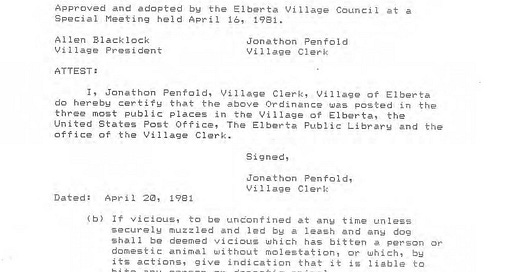 Approved and adopted by the Elberta Village Council at a
Special Meeting held April 16, 1981.
Allen Blacklock Jonathon Penfold
Village President Village Clerk
ATTEST:
I, Jonathon Penfold, Village Clerk, Village of Elberta
do hereby certify that the above Ordinance was posted in the
three most public places in the Village of Elberta, the
United States Post Office, The Elberta Public Library and the
office of the Village Clerk.
Signed,
Jonathon Penfold,
Village Clerk
Dated: April 20, 1981
(b) If vicious, to be unconfined at any time unless
securely muzzled and led by a leash and any dog
shall be deemed vicious which has bitten a person or
domestic animal without molestation, or which, by
its actions, give indication that it is liable to
bite any person or domestic animal